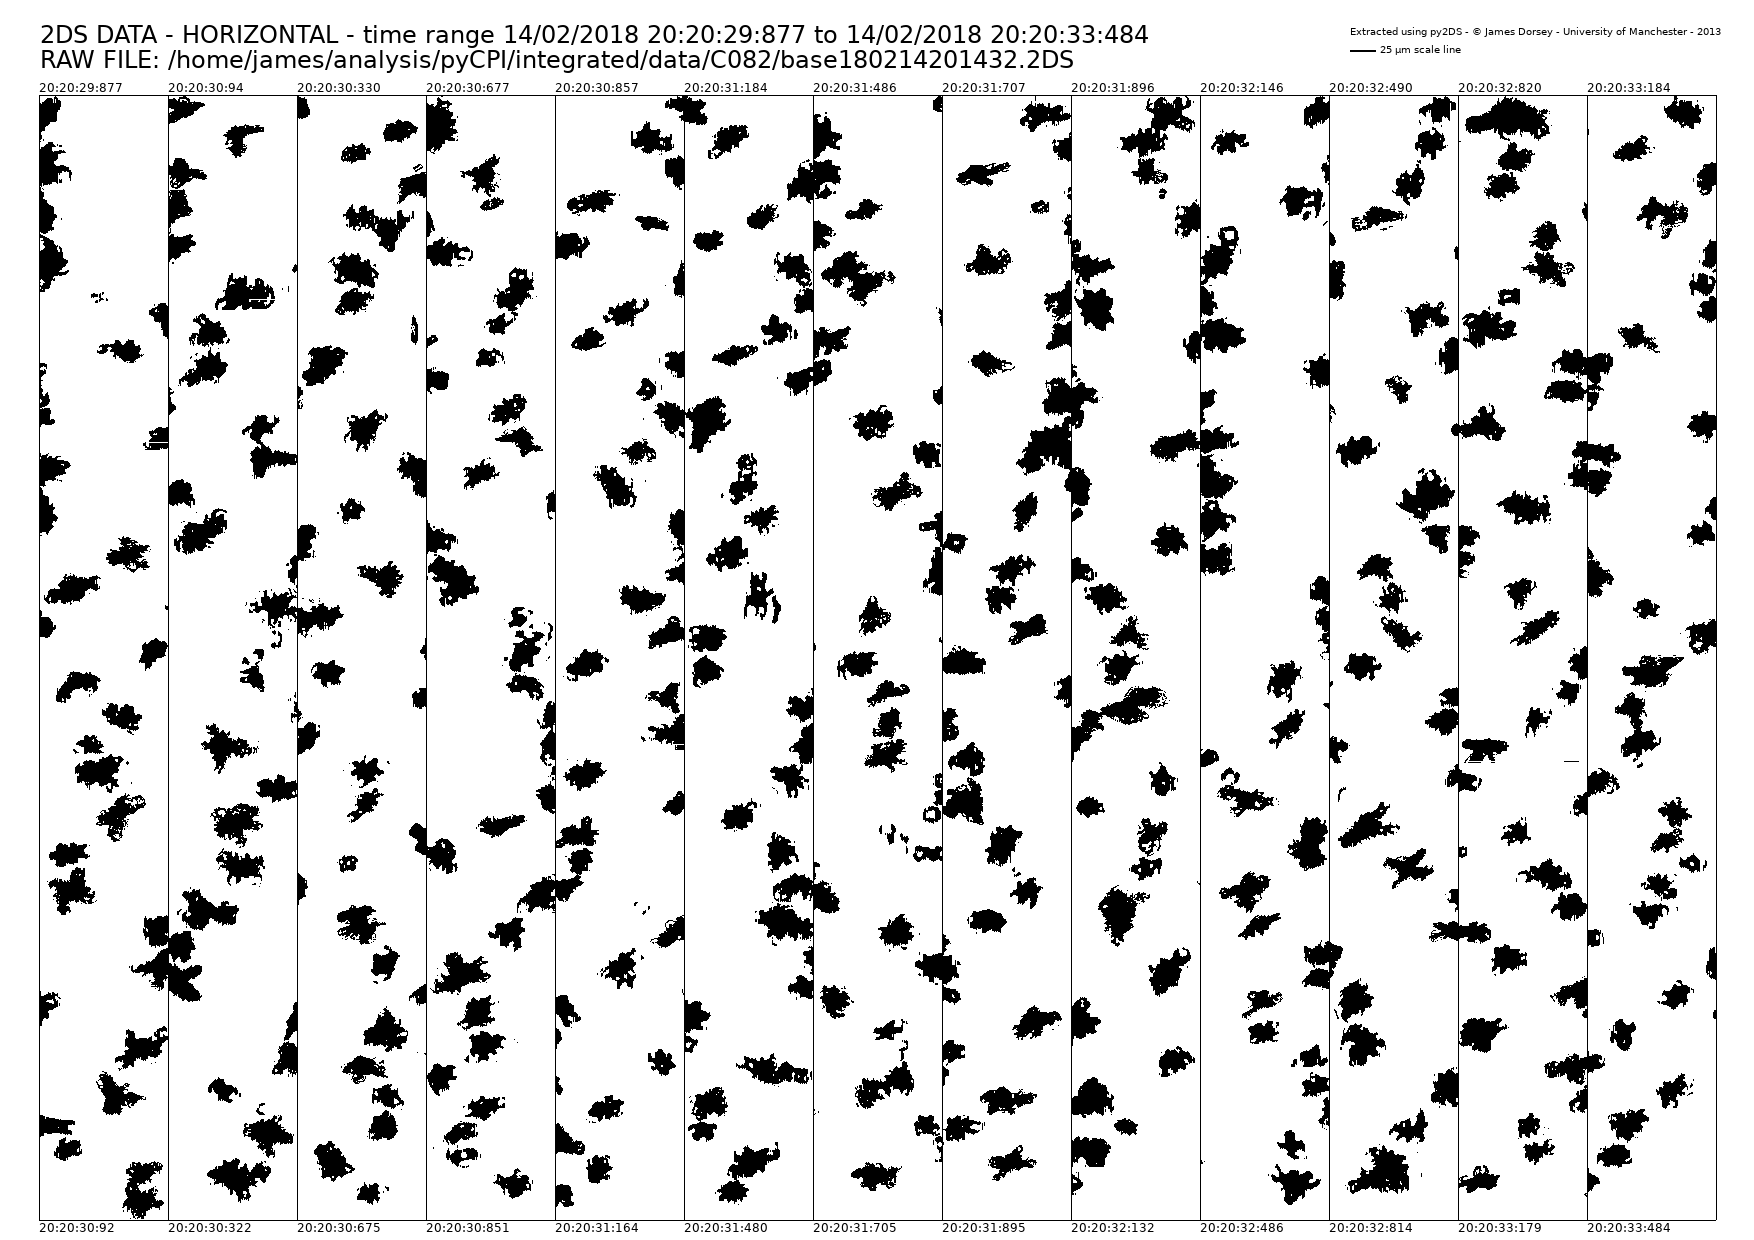 2DS DATA - HORIZONTAL - time range 14/02/2018 20:20:29:877 to 14/02/2018 20:20:33:484
RAW FILE: /home/james/analysis/pyCPI/integrated/data/C082/base180214201432.2DS
Extracted using py2DS - © James Dorsey - University of Manchester - 2013
25 µm scale line
20:20:29:877 20:20:30:94 20:20:30:330 20:20:30:677 20:20:30:857 20:20:31:184 20:20:31:486 20:20:31:707 20:20:31:896 20:20:32:146 20:20:32:490 20:20:32:820 20:20:33:184
20:20:30:92 20:20:30:322 20:20:30:675 20:20:30:851 20:20:31:164 20:20:31:480 20:20:31:705 20:20:31:895 20:20:32:132 20:20:32:486 20:20:32:814 20:20:33:179 20:20:33:484